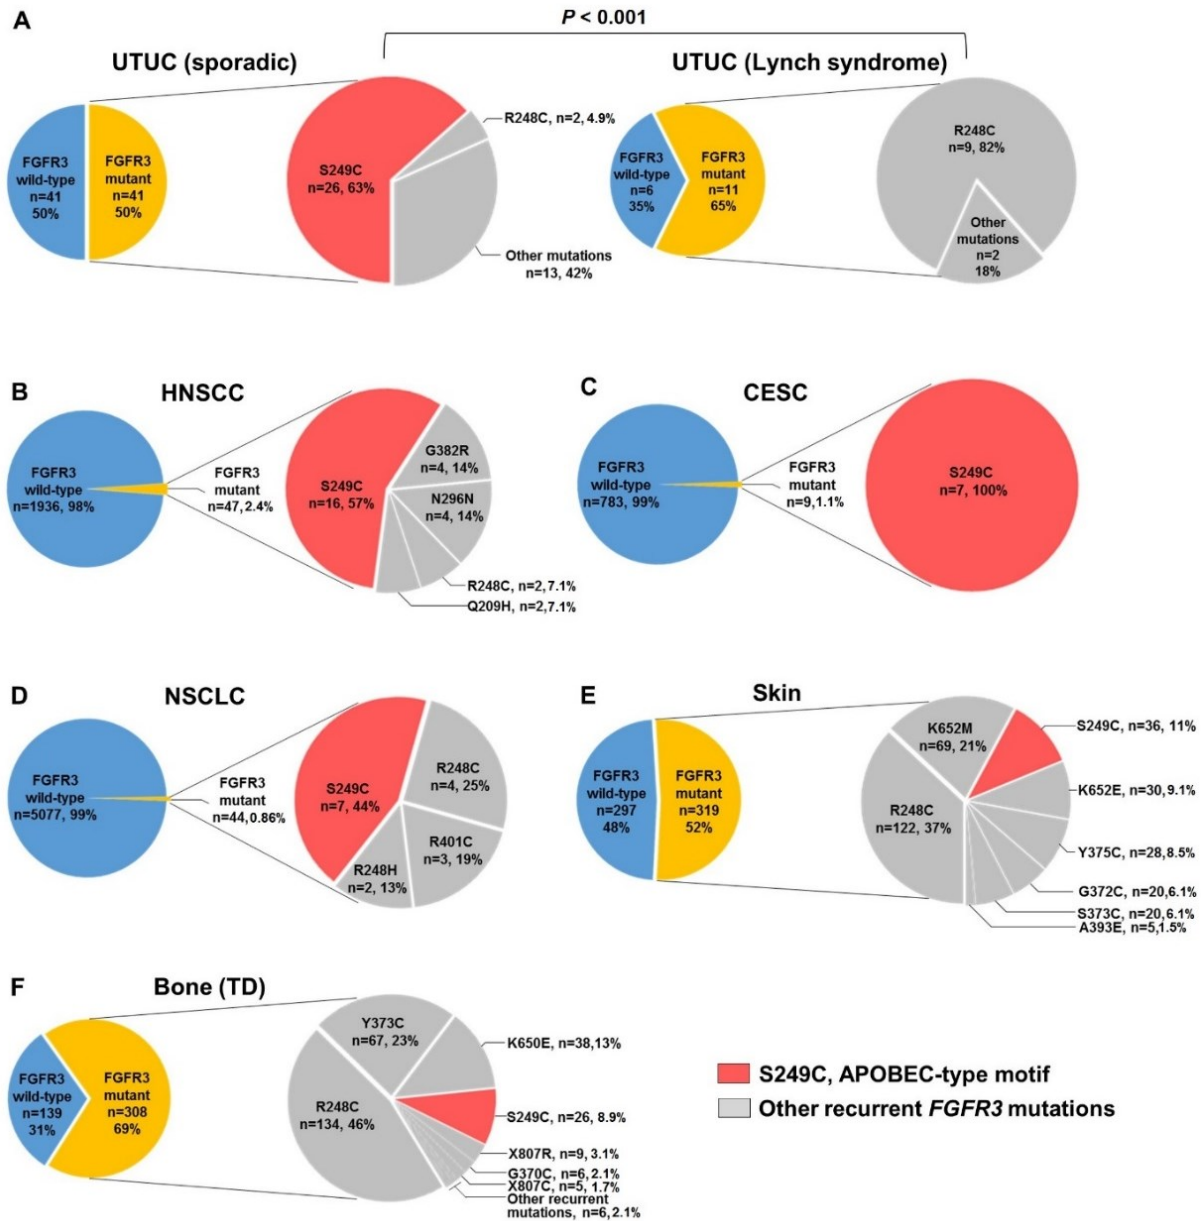 A
P < 0.001
UTUC (sporadic)
UTUC (Lynch syndrome)
FGFR3
wild-type
n=41
50%
FGFR3
mutant
n=41
50%
S249C
n=26, 63%
R248C, n=2, 4.9%
Other mutations
n=13, 42%
FGFR3
wild-type
n=6
35%
FGFR3
mutant
n=11
65%
R248C
n=9, 82%
Other
mutations
n=2
18%
B
HNSCC
FGFR3
wild-type
n=1936, 98%
FGFR3
mutant
n=47, 2.4%
S249C
n=16, 57%
G382R
n=4, 14%
N296N
n=4, 14%
R248C, n=2, 7.1%
Q209H, n=2, 7.1%
C
CESC
FGFR3
wild-type
n=783, 99%
FGFR3
mutant
n=9, 1.1%
S249C
n=7, 100%
D
NSCLC
FGFR3
wild-type
n=5077, 99%
FGFR3
mutant
n=44, 0.86%
S249C
n=7, 44%
R248C
n=4, 25%
R401C
n=3, 19%
R248H
n=2, 13%
E
Skin
FGFR3
wild-type
n=297
48%
FGFR3
mutant
n=319
52%
K652M
n=69, 21%
R248C
n=122, 37%
S249C, n=36, 11%
K652E, n=30, 9.1%
Y375C, n=28, 8.5%
G372C, n=20, 6.1%
S373C, n=20, 6.1%
A393E, n=5, 1.5%
F
Bone (TD)
FGFR3
wild-type
n=139
31%
FGFR3
mutant
n=308
69%
Y373C
n=67, 23%
R248C
n=134, 46%
K650E, n=38, 13%
S249C, n=26, 8.9%
X807R, n=9, 3.1%
G370C, n=6, 2.1%
X807C, n=5, 1.7%
Other recurrent
mutations, n=6, 2.1%
S249C, APOBEC-type motif
Other recurrent FGFR3 mutations